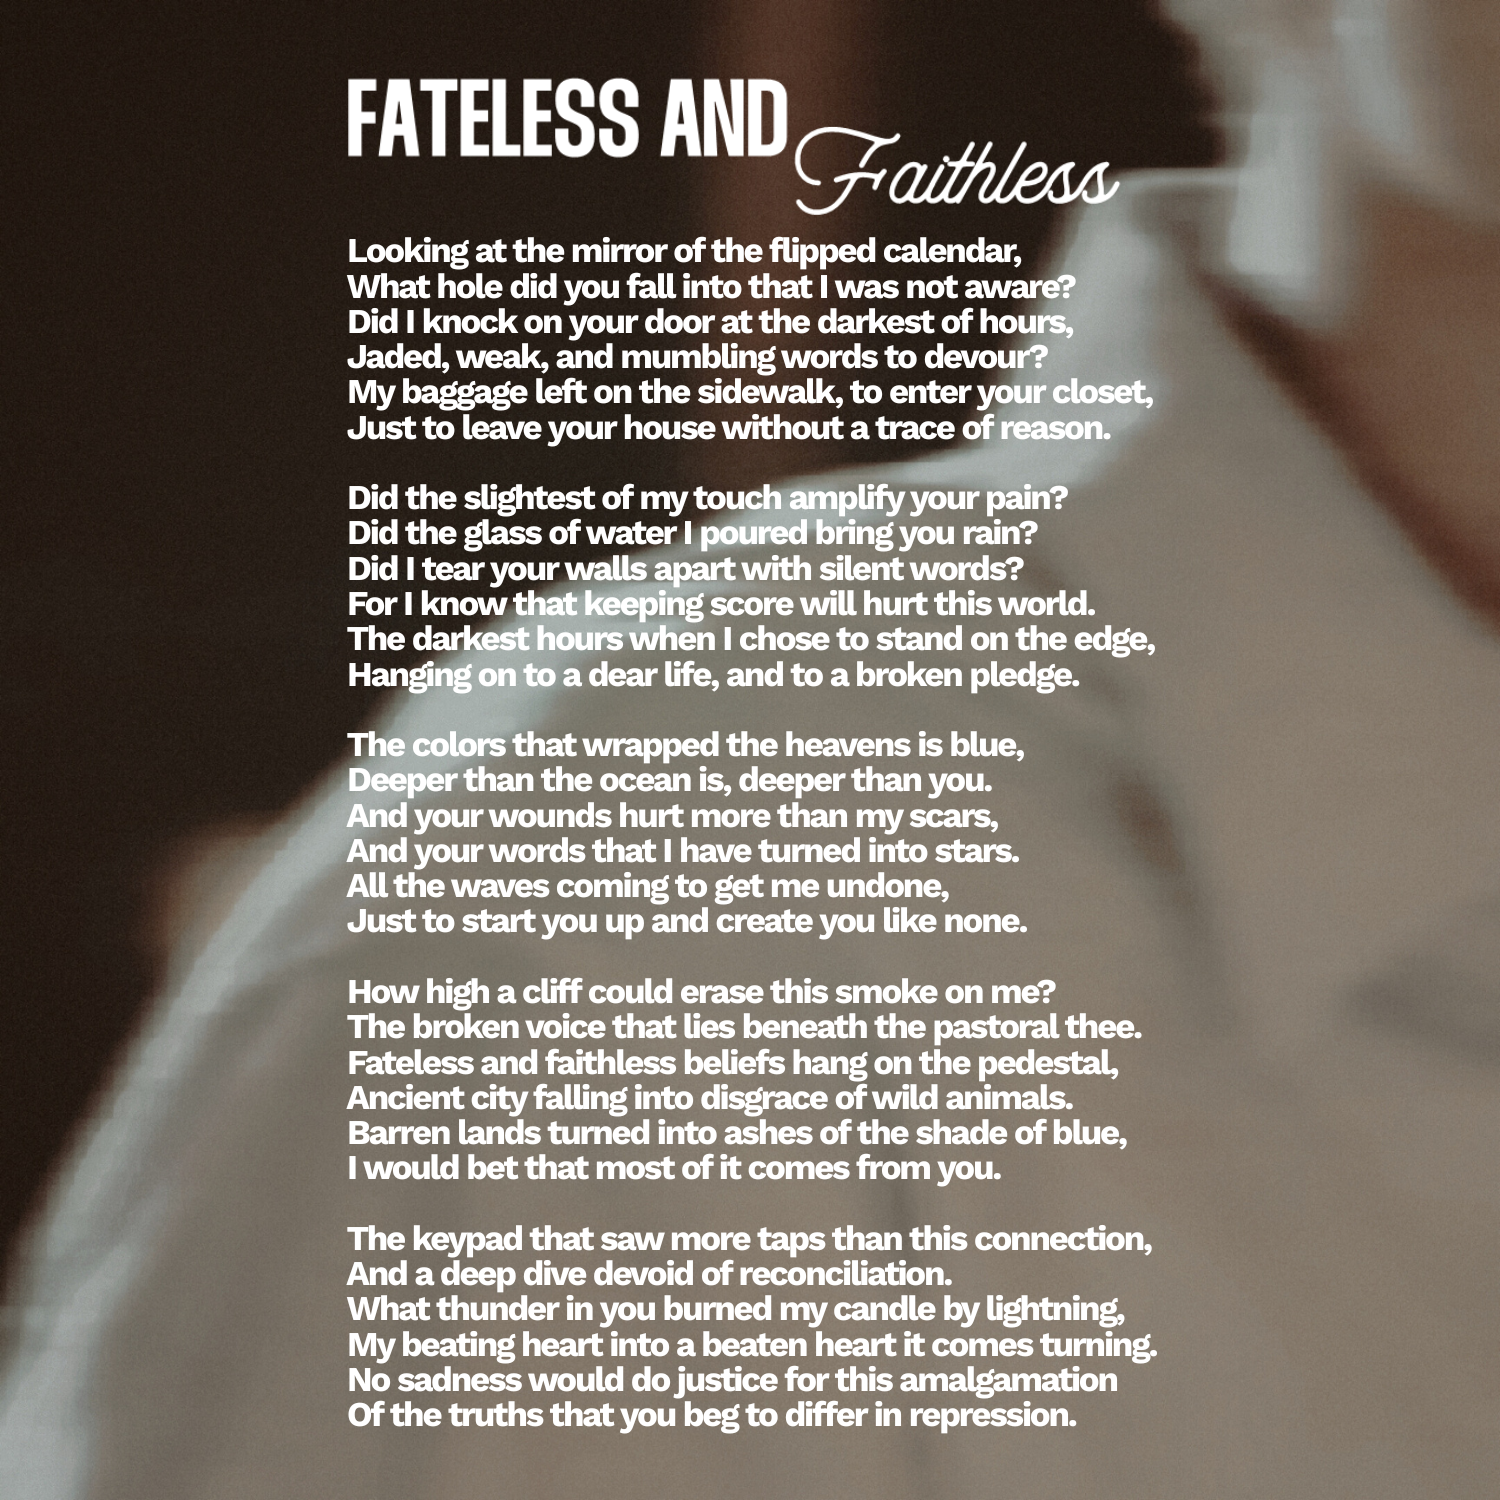 FATELESS AND
Faithless
Looking at the mirror of the flipped calendar,
What hole did you fall into that I was not aware?
Did I knock on your door at the darkest of hours,
Jaded, weak, and mumbling words to devour?
My baggage left on the sidewalk, to enter your closet,
Just to leave your house without a trace of reason.

Did the slightest of my touch amplify your pain?
Did the glass of water I poured bring you rain?
Did I tear your walls apart with silent words?
For I know that keeping score will hurt this world.
The darkest hours when I chose to stand on the edge,
Hanging on to a dear life, and to a broken pledge.

The colors that wrapped the heavens is blue,
Deeper than the ocean is, deeper than you.
And your wounds hurt more than my scars,
And your words that I have turned into stars.
All the waves coming to get me undone,
Just to start you up and create you like none.

How high a cliff could erase this smoke on me?
The broken voice that lies beneath the pastoral thee.
Fateless and faithless beliefs hang on the pedestal,
Ancient city falling into disgrace of wild animals.
Barren lands turned into ashes of the shade of blue,
I would bet that most of it comes from you.

The keypad that saw more taps than this connection,
And a deep dive devoid of reconciliation.
What thunder in you burned my candle by lightning,
My beating heart into a beaten heart it comes turning.
No sadness would do justice for this amalgamation
Of the truths that you beg to differ in repression.